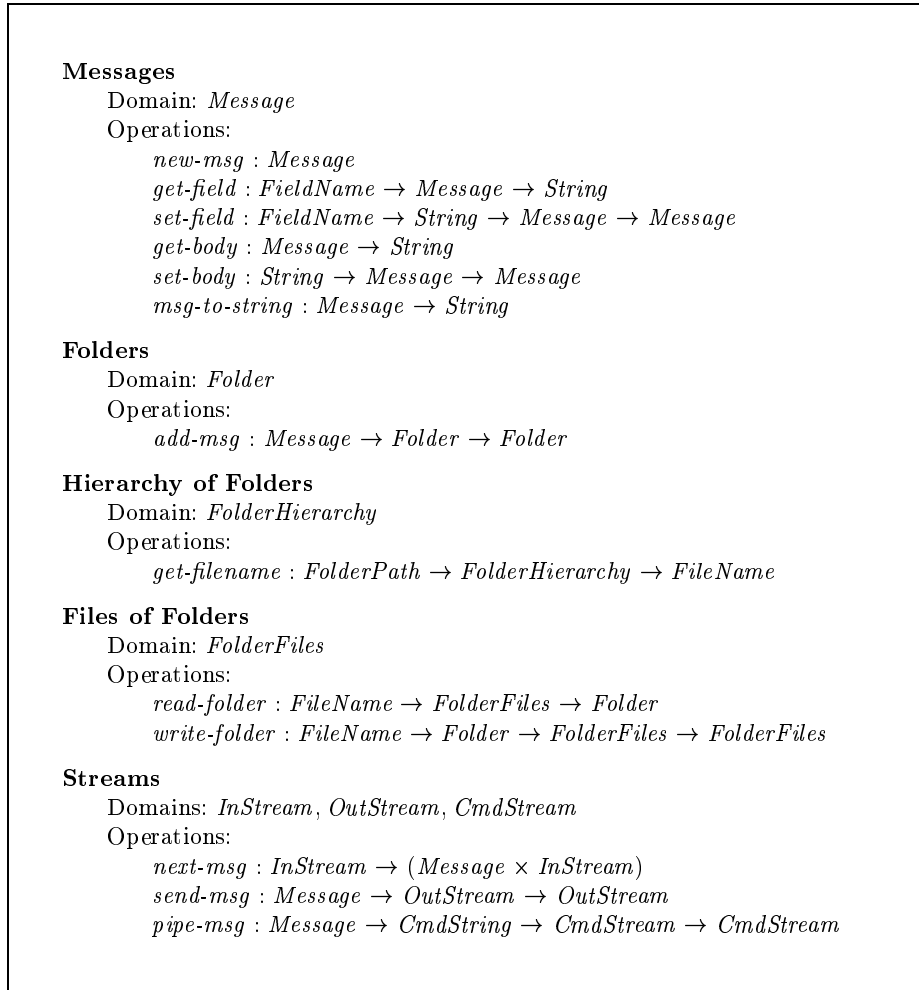 Messages
Domain: Message
Operations:
new-msg : Message
get-field : FieldName → Message → String
set-field : FieldName → String → Message → Message
get-body : Message → String
set-body : String → Message → Message
msg-to-string : Message → String
Folders
Domain: Folder
Operations:
add-msg : Message → Folder → Folder
Hierarchy of Folders
Domain: FolderHierarchy
Operations:
get-filename : FolderPath → FolderHierarchy → FileName
Files of Folders
Domain: FolderFiles
Operations:
read-folder : FileName → FolderFiles → Folder
write-folder : FileName → Folder → FolderFiles → FolderFiles
Streams
Domains: InStream, OutStream, CmdStream
Operations:
next-msg : InStream → (Message × InStream)
send-msg : Message → OutStream → OutStream
pipe-msg : Message → CmdString → CmdStream → CmdStream